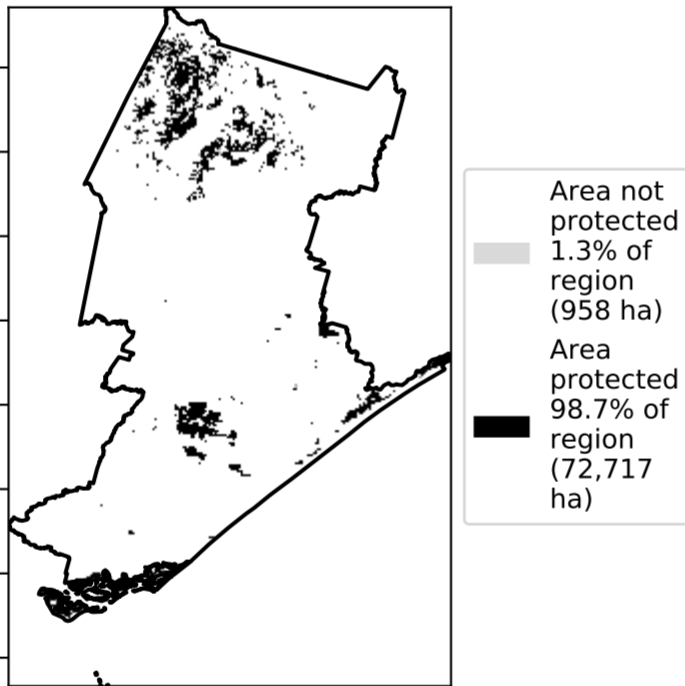 Area not
protected
1.3% of
region
(958 ha)
Area
protected
98.7% of
region
(72,717
ha)